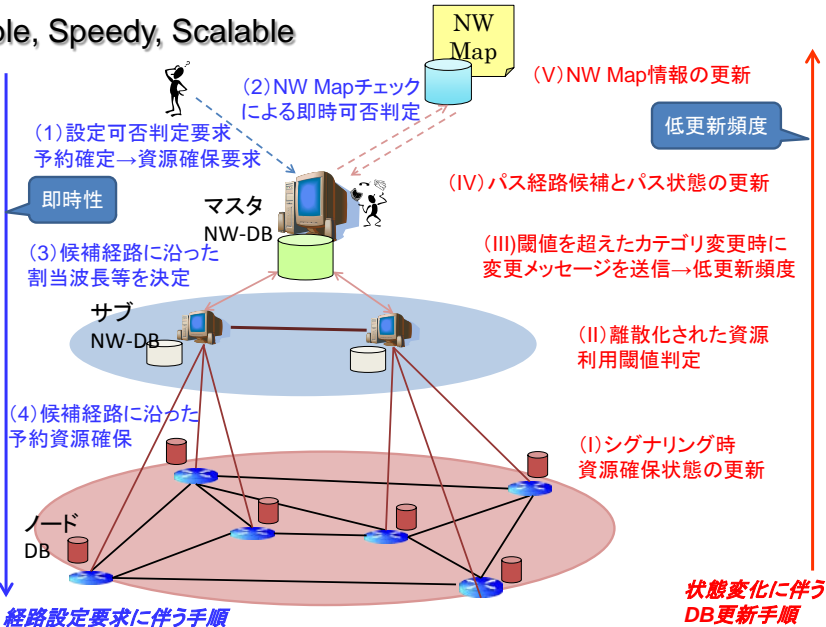 ole, Speedy, Scalable
NW
Map
(2)NW Mapチェック
による即時可否判定
(V)NW Map情報の更新
(1)設定可否判定要求
予約確定→資源確保要求
低更新頻度
即時性
マスタ
NW-DB
(IV)パス経路候補とパス状態の更新
(3)候補経路に沿った
割当波長等を決定
(III)閾値を超えたカテゴリ変更時に
変更メッセージを送信→低更新頻度
サブ
NW-DB
(II)離散化された資源
利用閾値判定
(4)候補経路に沿った
予約資源確保
(I)シグナリング時
資源確保状態の更新
ノード
DB
経路設定要求に伴う手順
状態変化に伴う
DB更新手順